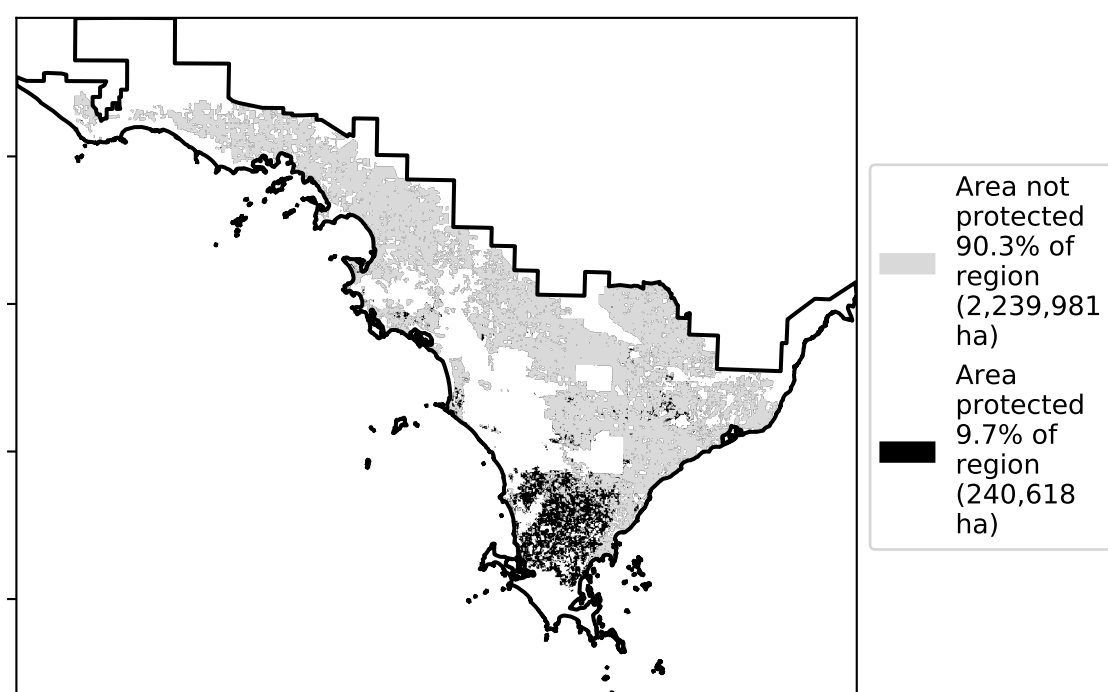 Area not
protected
90.3% of
region
(2,239,981
ha)
Area
protected
9.7% of
region
(240,618
ha)